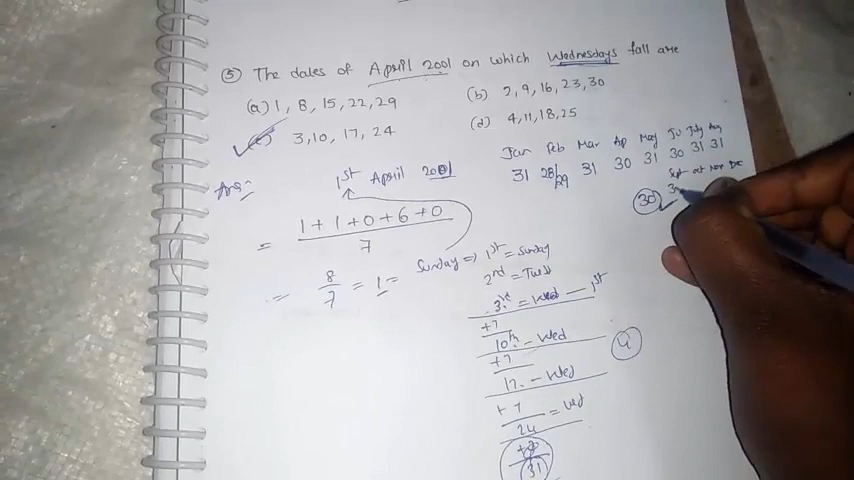 ⑤ The dates of April 2001 on which Wednesdays fall are
(a) 1, 8, 15, 22, 29
(b) 2, 9, 16, 23, 30
(c) 3, 10, 17, 24
(d) 4, 11, 18, 25
Jan Feb Mar Ap May Ju July Aug
31 28/29 31 30 31 30 31 31
Sept oct Nov DC
30
Ans:-
1st April 2001
= 1+1+0+6+0 / 7
= 8/7 = 1 = Sunday ⇒ 1st = Sunday
2nd = Tues
3rd = Wed — 1st
+7
10th - Wed
+7
17. - Wed
+7
24 = Wed
+7
31
4